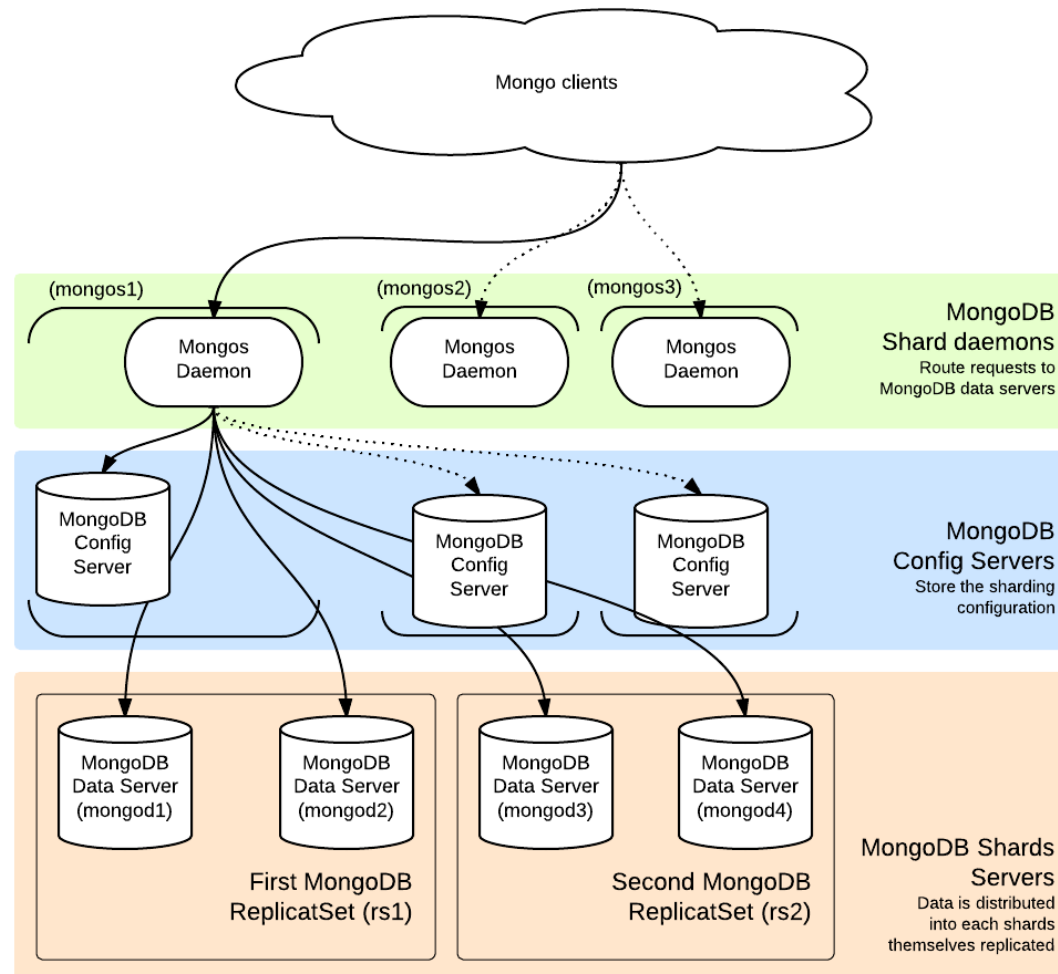 Mongo clients
(mongos1)
(mongos2)
(mongos3)
Mongos
Daemon
Mongos
Daemon
Mongos
Daemon
MongoDB
Shard daemons
Route requests to
MongoDB data servers
MongoDB
Config
Server
MongoDB
Config
Server
MongoDB
Config
Server
MongoDB
Config Servers
Store the sharding
configuration
MongoDB
Data Server
(mongod1)
MongoDB
Data Server
(mongod2)
First MongoDB
ReplicatSet (rs1)
MongoDB
Data Server
(mongod3)
MongoDB
Data Server
(mongod4)
Second MongoDB
ReplicatSet (rs2)
MongoDB Shards
Servers
Data is distributed
into each shards
themselves replicated